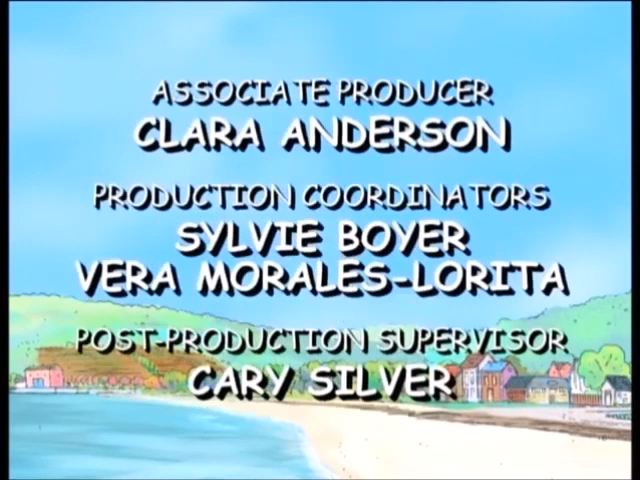 ASSOCIATE PRODUCER
CLARA ANDERSON
PRODUCTION COORDINATORS
SYLVIE BOYER
VERA MORALES-LORITA
POST-PRODUCTION SUPERVISOR
CARY SILVER